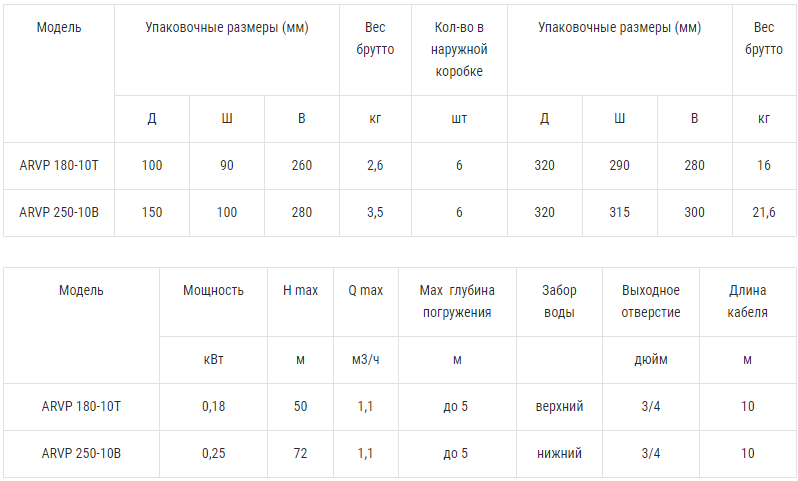 Модель Упаковочные размеры (мм) Вес брутто Кол-во в наружной коробке Упаковочные размеры (мм) Вес брутто
Д Ш В кг шт Д Ш В кг
ARVP 180-10Т 100 90 260 2,6 6 320 290 280 16
ARVP 250-10В 150 100 280 3,5 6 320 315 300 21,6
Модель Мощность H max Q max Max глубина погружения Забор воды Выходное отверстие Длина кабеля
кВт м м3/ч м дюйм м
ARVP 180-10Т 0,18 50 1,1 до 5 верхний 3/4 10
ARVP 250-10В 0,25 72 1,1 до 5 нижний 3/4 10